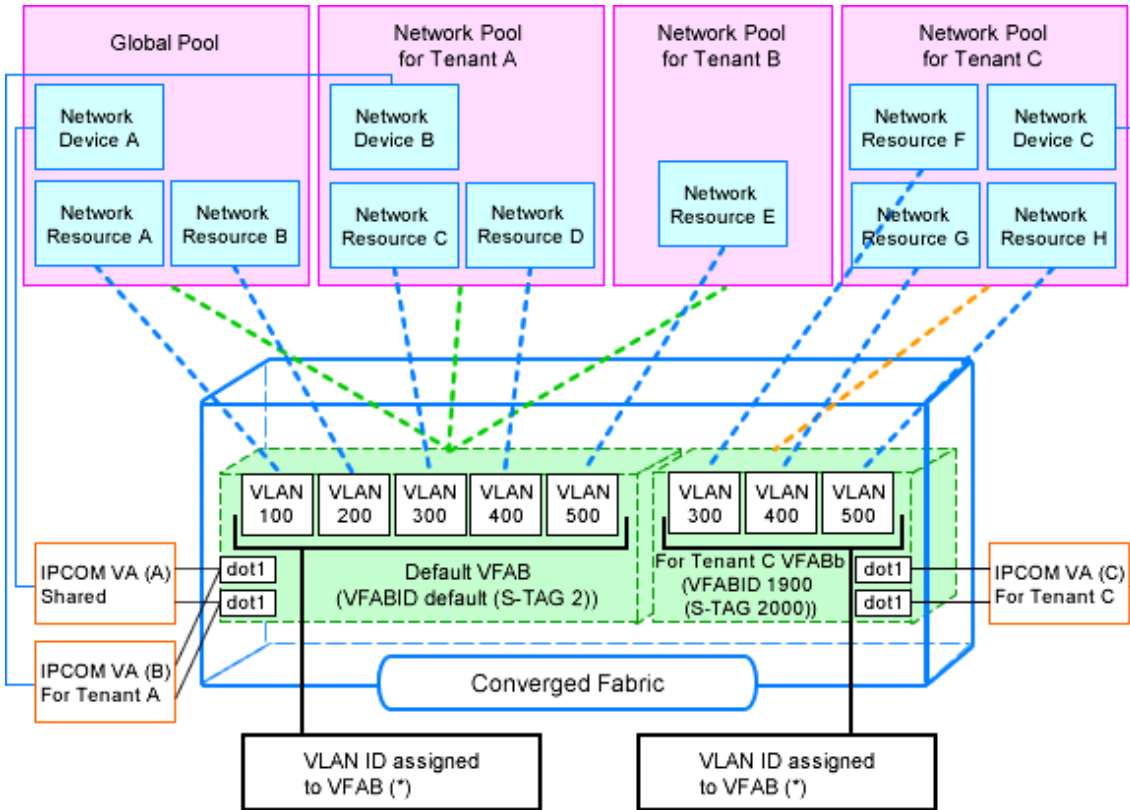 Global Pool
Network Pool
for Tenant A
Network Pool
for Tenant B
Network Pool
for Tenant C
Network
Device A
Network
Device B
Network
Resource F
Network
Device C
Network
Resource A
Network
Resource B
Network
Resource C
Network
Resource D
Network
Resource E
Network
Resource G
Network
Resource H
VLAN
100
VLAN
200
VLAN
300
VLAN
400
VLAN
500
VLAN
300
VLAN
400
VLAN
500
IPCOM VA (A)
Shared
IPCOM VA (B)
For Tenant A
dot1
dot1
Default VFAB
(VFABID default (S-TAG 2))
For Tenant C VFABb
(VFABID 1900
(S-TAG 2000))
dot1
dot1
IPCOM VA (C)
For Tenant C
Converged Fabric
VLAN ID assigned
to VFAB (*)
VLAN ID assigned
to VFAB (*)